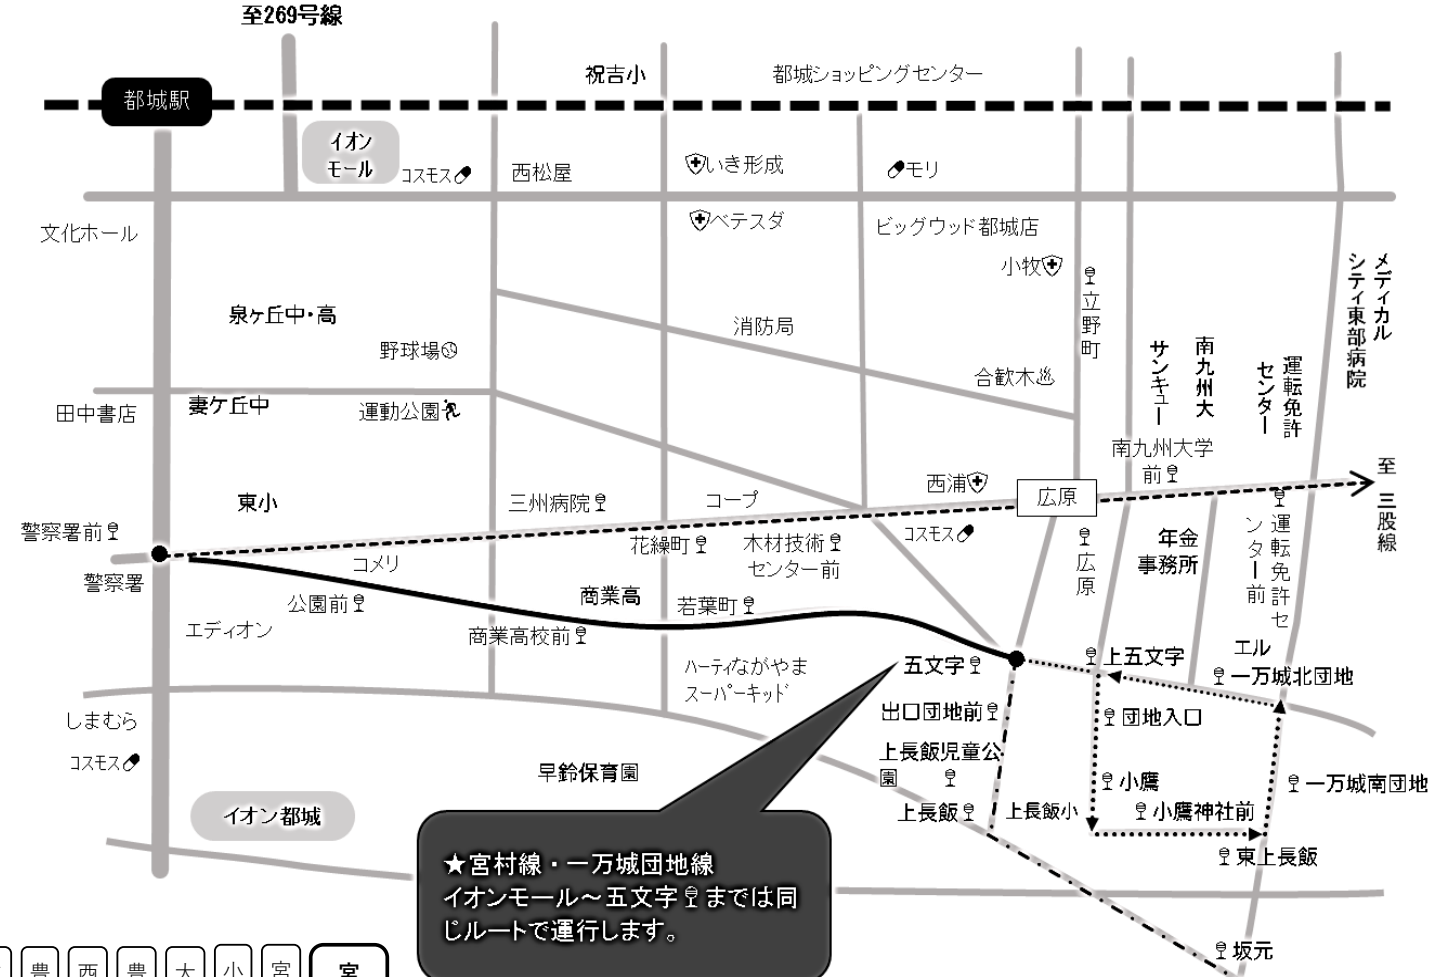 至269号線
祝吉小
都城ショッピングセンター
都城駅
イオン
モール
コスモス
西松屋
いき形成
モリ
文化ホール
ベテスダ
ビッグウッド都城店
小牧
立野町
メディカル
シティ東部病院
泉ヶ丘中・高
消防局
野球場
サンキュー
南九州大
運転免許
センター
合歓木
田中書店
妻ケ丘中
運動公園
南九州大学
前
至 三股線
東小
三州病院
コープ
西浦
広原
警察署前
花繰町
木材技術
センター前
コスモス
広原
年金
事務所
運転免許セ
ンター前
警察署
コメリ
公園前
商業高
若葉町
エディオン
商業高校前
五文字
上五文字
エル
一万城北団地
ハーティながやま
スーパーキッド
しまむら
出口団地前
団地入口
コスモス
早鈴保育園
上長飯児童公
園
小鷹
一万城南団地
イオン都城
上長飯
上長飯小
小鷹神社前
東上長飯
★宮村線・一万城団地線
イオンモール~五文字までは同
じルートで運行します。
坂元
豊
西
豊
大
小
宮
宮